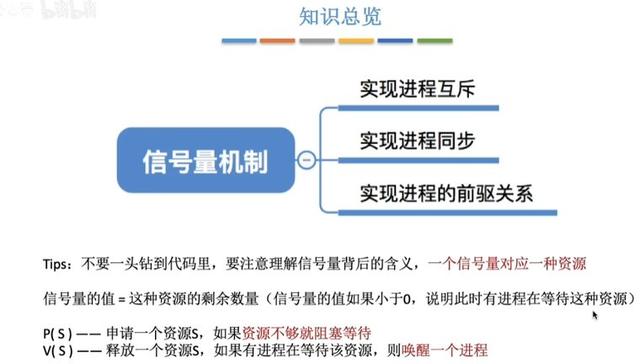 知识总览
实现进程互斥
信号量机制
实现进程同步
实现进程的前驱关系
Tips：不要一头钻到代码里，要注意理解信号量背后的含义，一个信号量对应一种资源
信号量的值 = 这种资源的剩余数量（信号量的值如果小于0，说明此时有进程在等待这种资源）
P( S ) —— 申请一个资源S，如果资源不够就阻塞等待
V( S ) —— 释放一个资源S，如果有进程在等待该资源，则唤醒一个进程